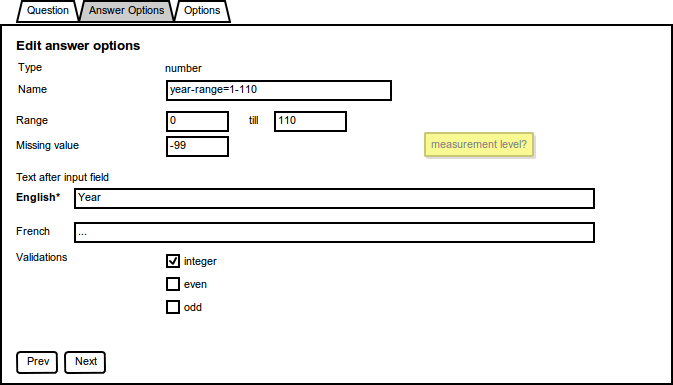 Question Answer Options Options
Edit answer options
Type number
Name year-range=1-110
Range 0 till 110
Missing value -99 measurement level?
Text after input field
English* Year
French ...
Validations integer
even
odd
Prev Next